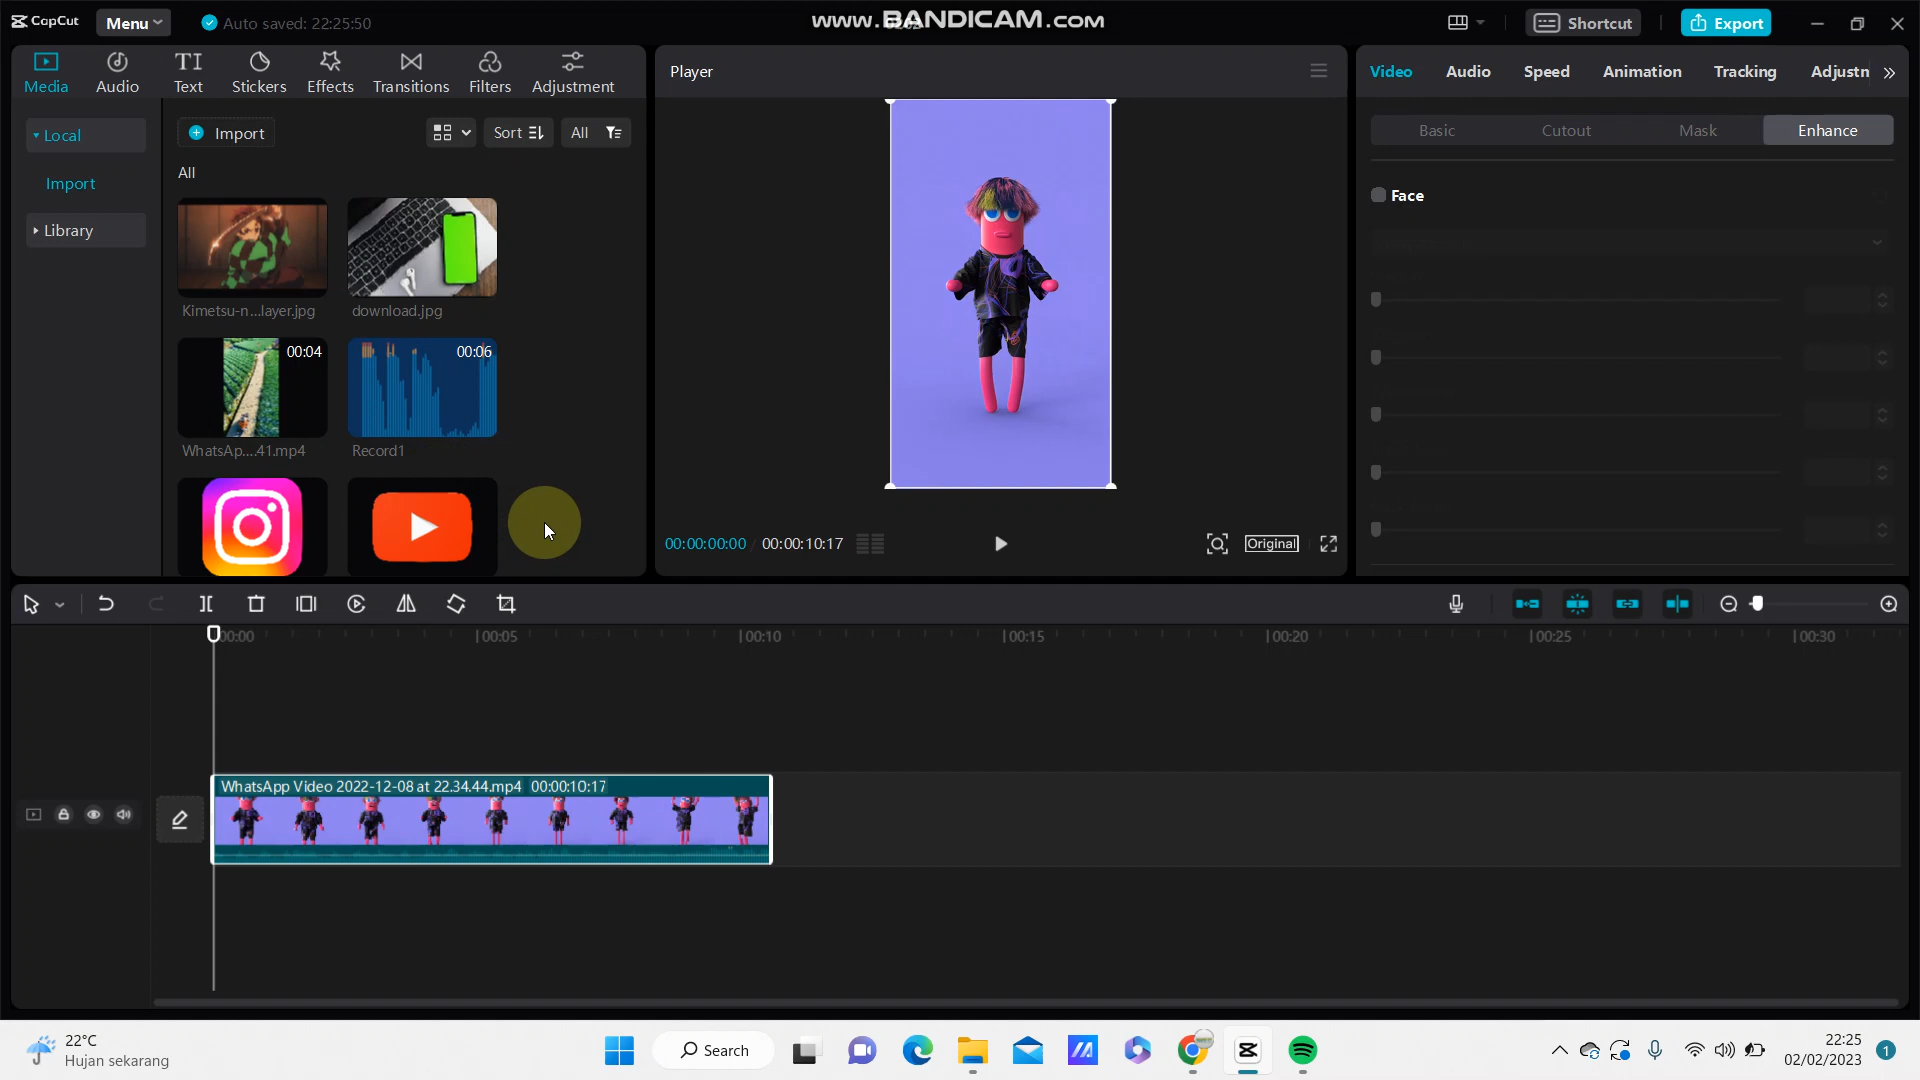 CapCut
Menu
Auto saved: 22:25:50
www.BANDICAM.com
Shortcut
Export
Media
Audio
Text
Stickers
Effects
Transitions
Filters
Adjustment
Player
Video
Audio
Speed
Animation
Tracking
Adjustn
Local
Import
Library
Import
Sort
All
All
Kimetsu-n...layer.jpg
download.jpg
00:04
00:06
WhatsAp....41.mp4
Record1
Basic
Cutout
Mask
Enhance
Face
00:00:00:00
00:00:10:17
Original
00:00
00:05
00:10
00:15
00:20
00:25
00:30
WhatsApp Video 2022-12-08 at 22.34.44.mp4 00:00:10:17
22°C
Hujan sekarang
Search
22:25
02/02/2023
1